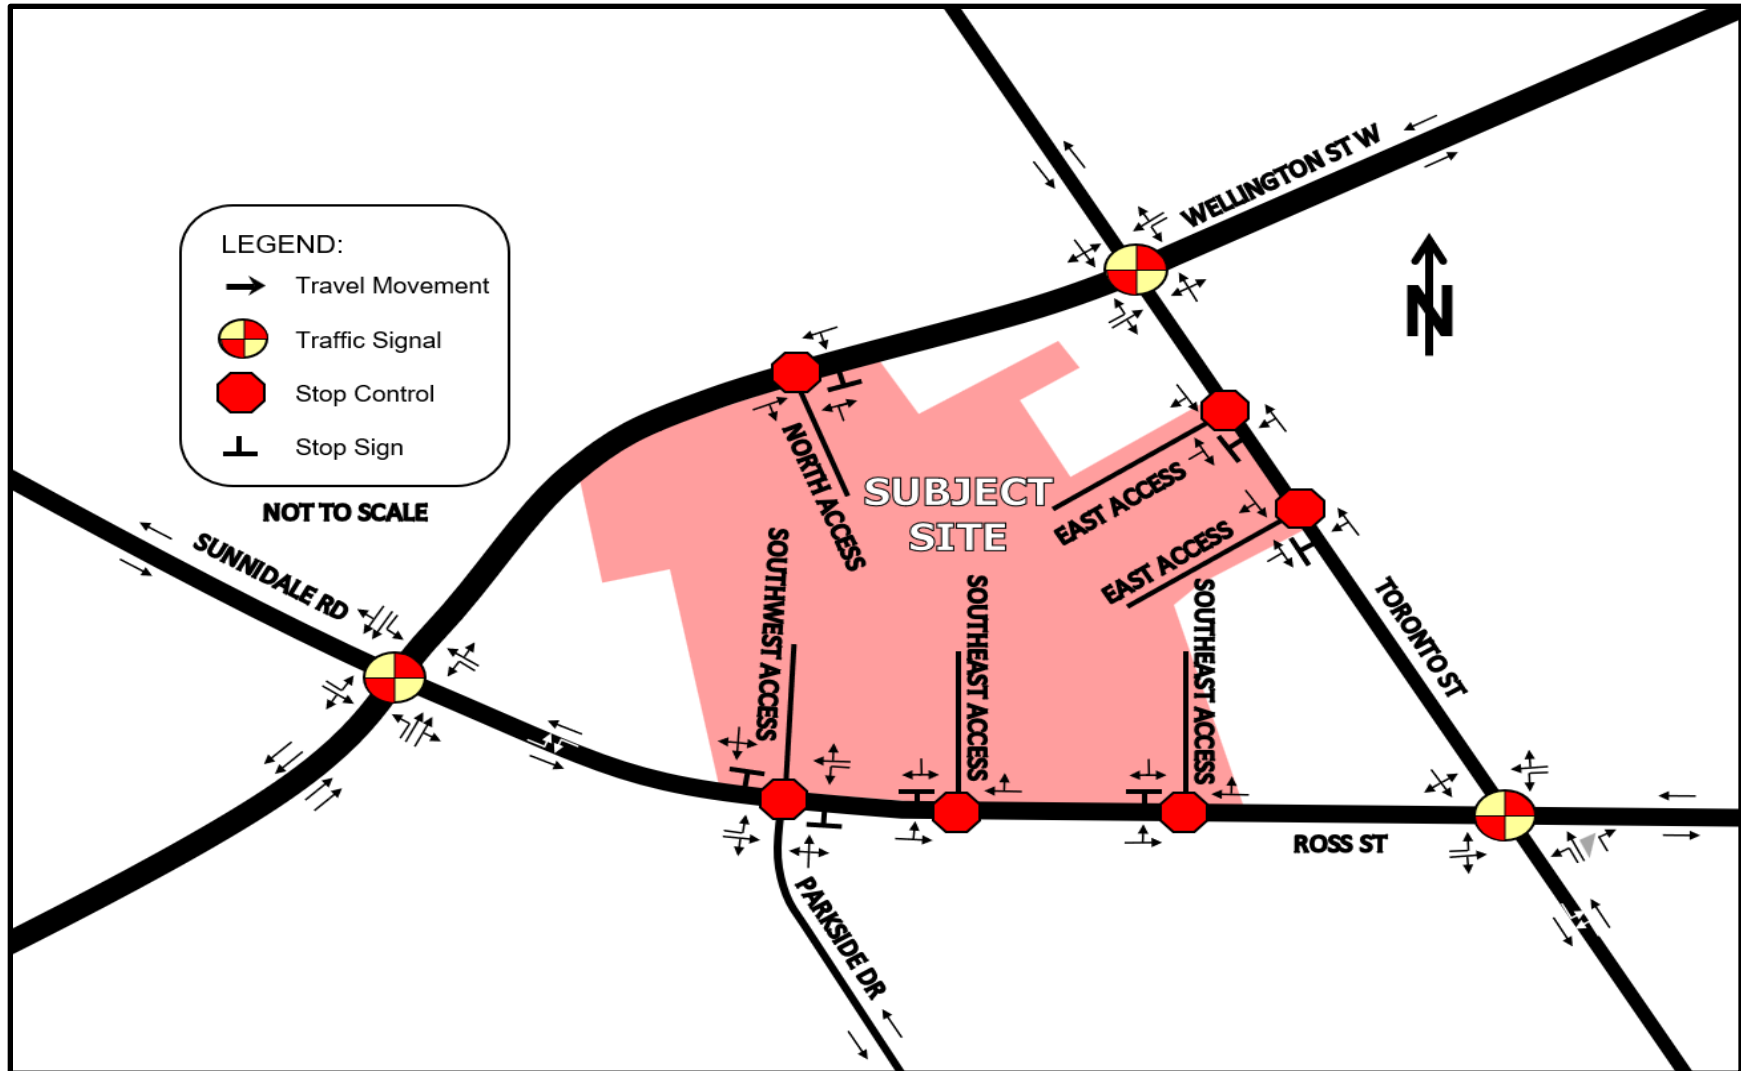 WELLINGTON ST W
LEGEND:
Travel Movement
Traffic Signal
Stop Control
Stop Sign
NOT TO SCALE
N
NORTH ACCESS
SUBJECT
SITE
EAST ACCESS
EAST ACCESS
SUNNIDALE RD
SOUTHWEST ACCESS
SOUTHEAST ACCESS
SOUTHEAST ACCESS
TORONTO ST
ROSS ST
PARKSIDE DR